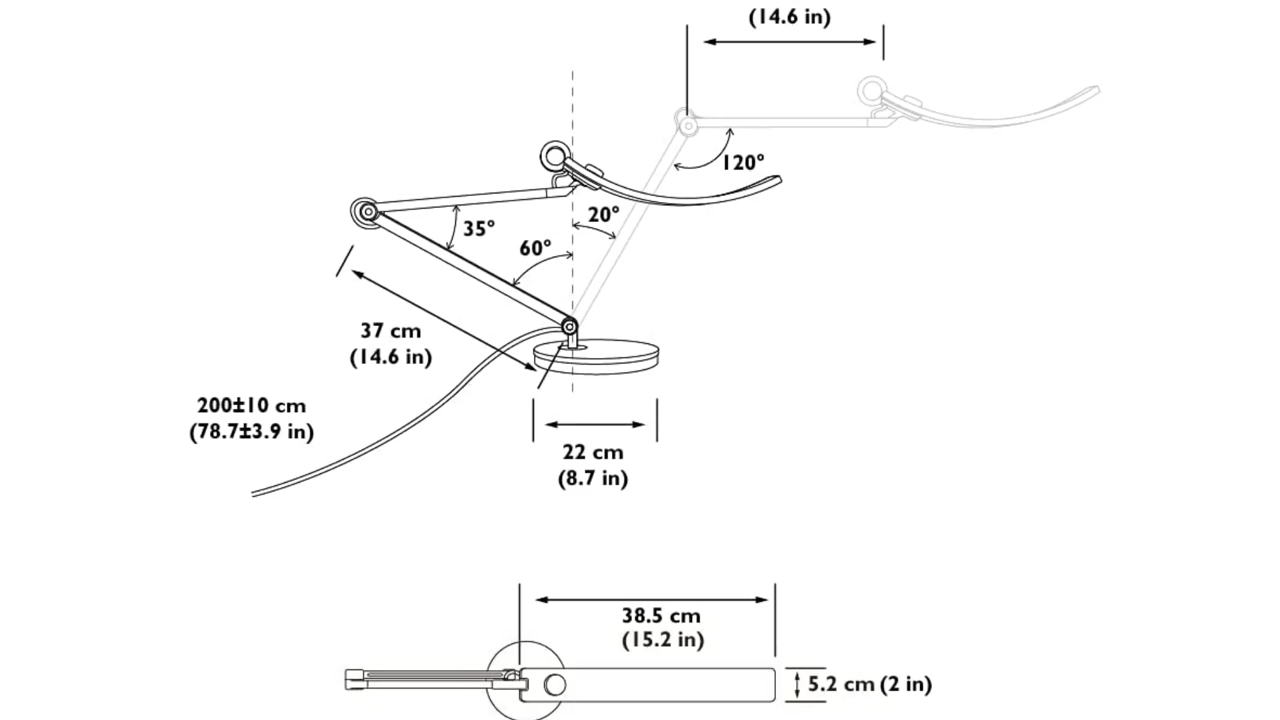 (14.6 in)
120°
20°
35°
60°
37 cm
(14.6 in)
200±10 cm
(78.7±3.9 in)
22 cm
(8.7 in)
38.5 cm
(15.2 in)
5.2 cm (2 in)